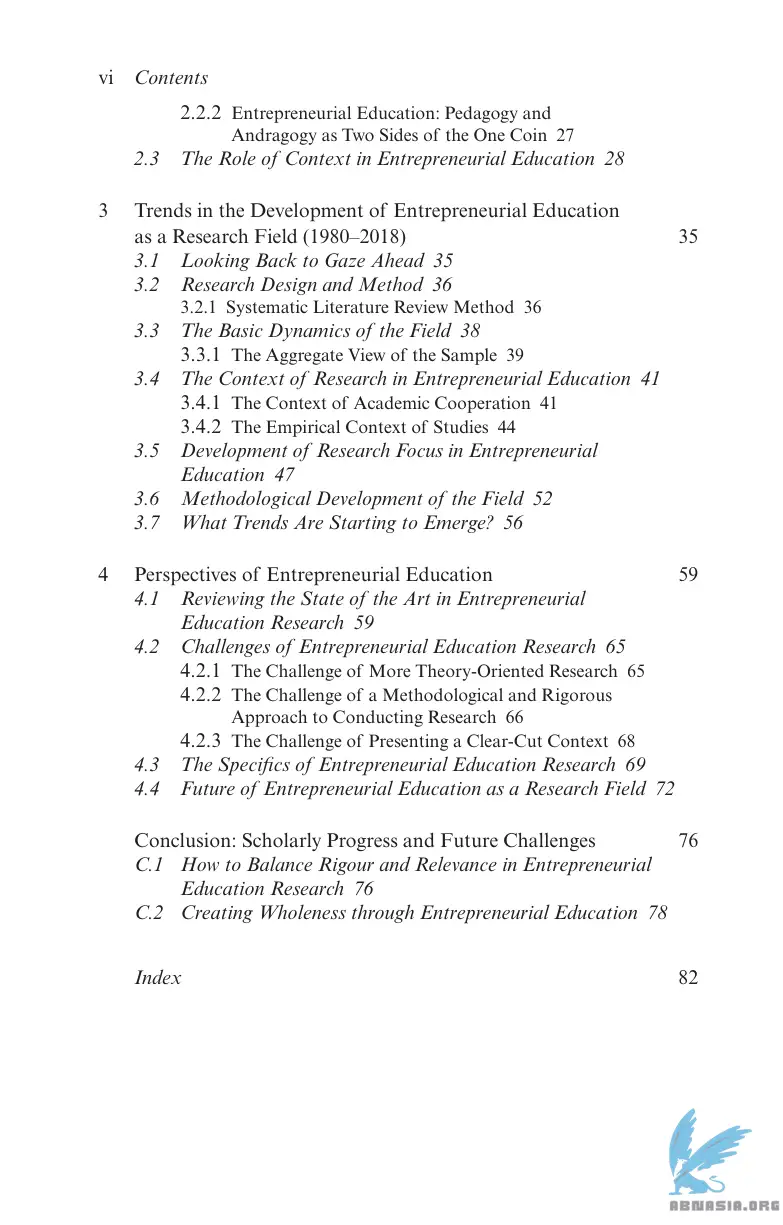 vi Contents
2.2.2 Entrepreneurial Education: Pedagogy and
Andragogy as Two Sides of the One Coin 27
2.3 The Role of Context in Entrepreneurial Education 28
3 Trends in the Development of Entrepreneurial Education
as a Research Field (1980–2018) 35
3.1 Looking Back to Gaze Ahead 35
3.2 Research Design and Method 36
3.2.1 Systematic Literature Review Method 36
3.3 The Basic Dynamics of the Field 38
3.3.1 The Aggregate View of the Sample 39
3.4 The Context of Research in Entrepreneurial Education 41
3.4.1 The Context of Academic Cooperation 41
3.4.2 The Empirical Context of Studies 44
3.5 Development of Research Focus in Entrepreneurial
Education 47
3.6 Methodological Development of the Field 52
3.7 What Trends Are Starting to Emerge? 56
4 Perspectives of Entrepreneurial Education 59
4.1 Reviewing the State of the Art in Entrepreneurial
Education Research 59
4.2 Challenges of Entrepreneurial Education Research 65
4.2.1 The Challenge of More Theory-Oriented Research 65
4.2.2 The Challenge of a Methodological and Rigorous
Approach to Conducting Research 66
4.2.3 The Challenge of Presenting a Clear-Cut Context 68
4.3 The Specifics of Entrepreneurial Education Research 69
4.4 Future of Entrepreneurial Education as a Research Field 72
Conclusion: Scholarly Progress and Future Challenges 76
C.1 How to Balance Rigour and Relevance in Entrepreneurial
Education Research 76
C.2 Creating Wholeness through Entrepreneurial Education 78
Index 82
ABNASIA.ORG